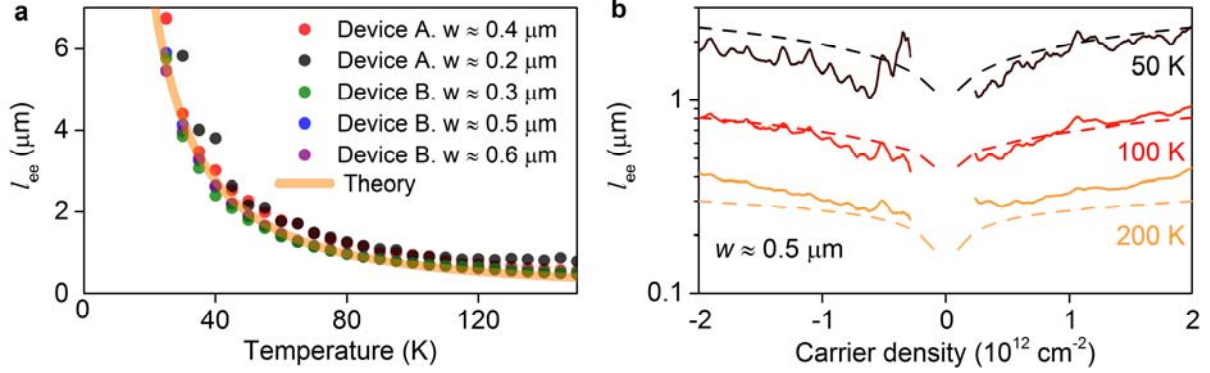 a
6
4
2
0
l_ee (μm)
Device A. w ≈ 0.4 μm
Device A. w ≈ 0.2 μm
Device B. w ≈ 0.3 μm
Device B. w ≈ 0.5 μm
Device B. w ≈ 0.6 μm
Theory
0 40 80 120
Temperature (K)
b
1
0.1
l_ee (μm)
50 K
100 K
200 K
w ≈ 0.5 μm
-2 -1 0 1 2
Carrier density (10¹² cm⁻²)